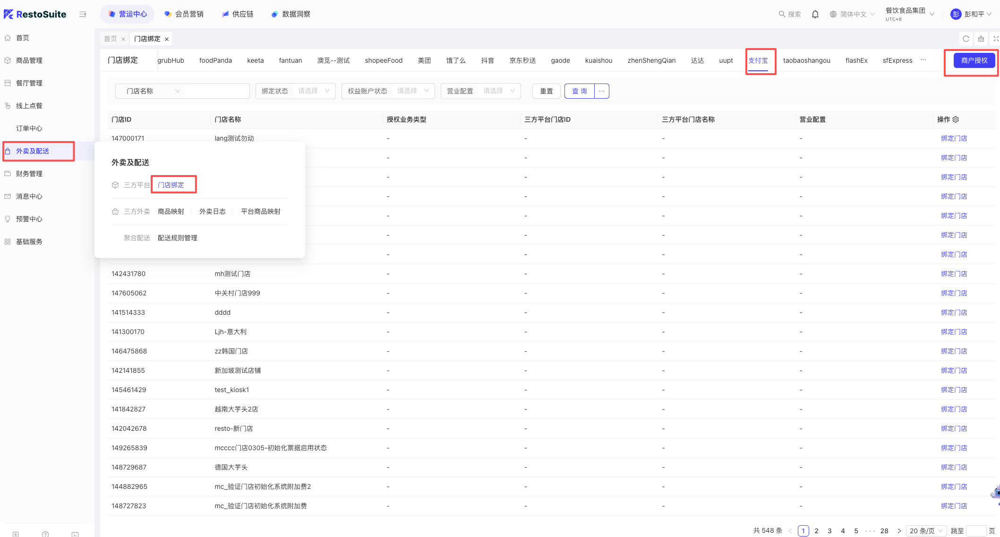 RestoSuite
营运中心
会员营销
供应链
数据洞察
搜索
简体中文
餐饮食品集团
UTC+8
彭
彭和平
首页
商品管理
餐厅管理
线上点餐
订单中心
外卖及配送
财务管理
消息中心
预警中心
基础服务
首页
门店绑定
门店绑定
grubHub
foodPanda
keeta
fantuan
澳觅--测试
shopeeFood
美团
饿了么
抖音
京东秒送
gaode
kuaishou
zhenShengQian
达达
uupt
支付宝
taobaoshangou
flashEx
sfExpress
···
商户授权
门店名称
绑定状态 请选择
权益账户状态 请选择
营业配置 请选择
重置
查 询
···
门店ID 门店名称 授权业务类型 三方平台门店ID 三方平台门店名称 营业配置 操作
147000171 lang测试勿动 - - - - 绑定门店
- - - - 绑定门店
- - - - 绑定门店
- - - - 绑定门店
- - - - 绑定门店
- - - - 绑定门店
- - - - 绑定门店
外卖及配送
三方平台 门店绑定
三方外卖 商品映射 外卖日志 平台商品映射
聚合配送 配送规则管理
142431780 mh测试门店 - - - - 绑定门店
147605062 中关村门店999 - - - - 绑定门店
141514333 dddd - - - - 绑定门店
141300170 Ljh-意大利 - - - - 绑定门店
146475868 zz韩国门店 - - - - 绑定门店
142141855 新加坡测试店铺 - - - - 绑定门店
145461429 test_kiosk1 - - - - 绑定门店
141842827 越南大芋头2店 - - - - 绑定门店
142042678 resto-新门店 - - - - 绑定门店
149265839 mcccc门店0305-初始化票据启用状态 - - - - 绑定门店
148729687 德国大芋头 - - - - 绑定门店
144882965 mc_验证门店初始化系统附加费2 - - - - 绑定门店
148727823 mc_验证门店初始化系统附加费 - - - - 绑定门店
共 548 条 < 1 2 3 4 5 ··· 28 > 20 条/页 跳至 页